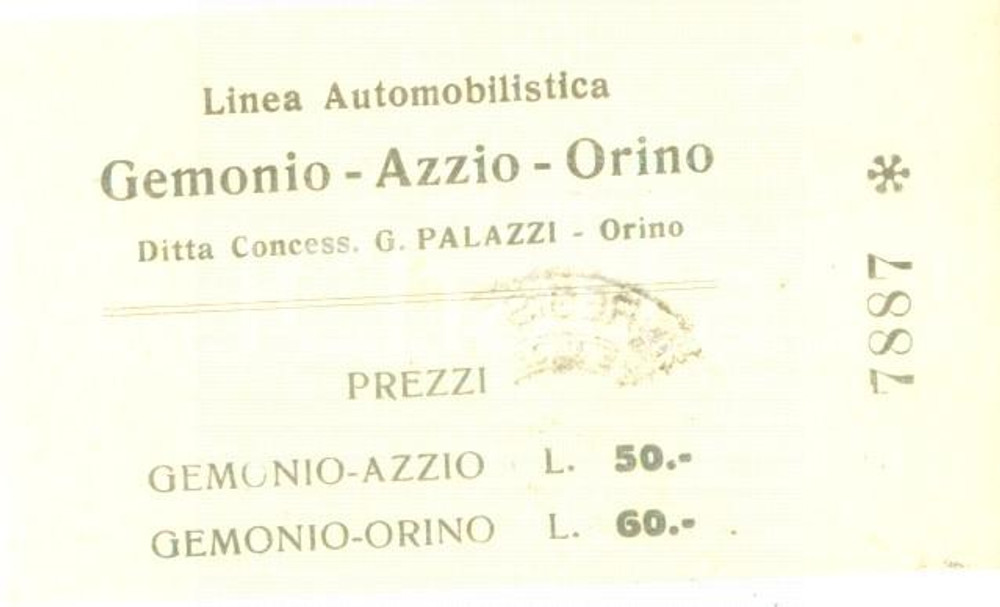 Linea Automobilistica
Gemonio - Azzio - Orino
Ditta Concess. G. PALAZZI - Orino
PREZZI
GEMONIO-AZZIO L. 50.-
GEMONIO-ORINO L. 60.-
* 7887